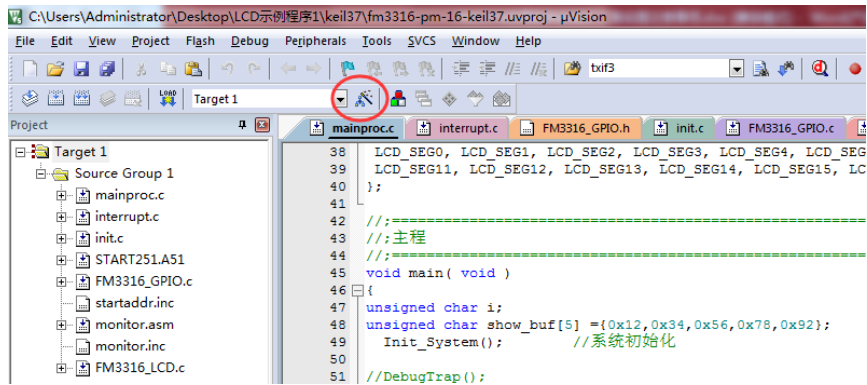 C:\Users\Administrator\Desktop\LCD示例程序1\keil37\fm3316-pm-16-keil37.uvproj - µVision
File Edit View Project Flash Debug Peripherals Tools SVCS Window Help
txif3
LOAD Target 1
Project
mainproc.c interrupt.c FM3316_GPIO.h init.c FM3316_GPIO.c
Target 1
Source Group 1
mainproc.c
interrupt.c
init.c
START251.A51
FM3316_GPIO.c
startaddr.inc
monitor.asm
monitor.inc
FM3316_LCD.c
38 LCD_SEG0, LCD_SEG1, LCD_SEG2, LCD_SEG3, LCD_SEG4, LCD_SEG
39 LCD_SEG11, LCD_SEG12, LCD_SEG13, LCD_SEG14, LCD_SEG15, LC
40 };
41
42 //;=======================================================
43 //;主程
44 //;=======================================================
45 void main( void )
46 {
47 unsigned char i;
48 unsigned char show_buf[5] ={0x12,0x34,0x56,0x78,0x92};
49 Init_System(); //系统初始化
50
51 //DebugTrap();